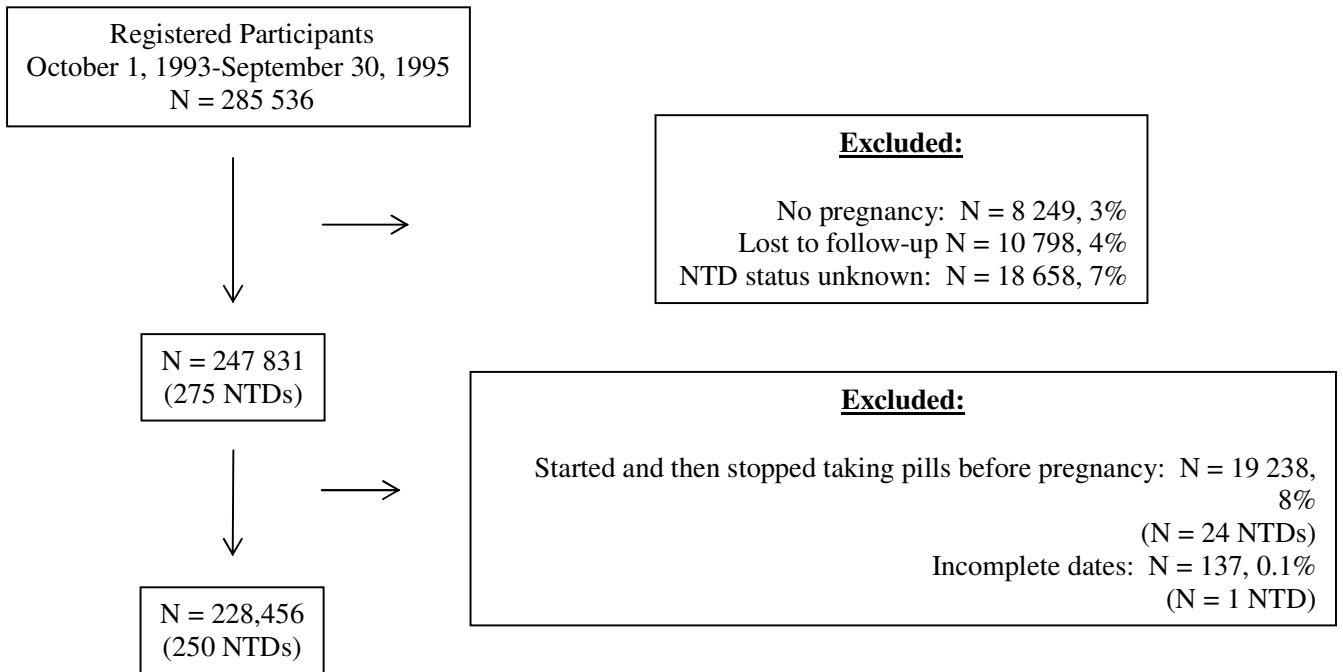 Registered Participants
October 1, 1993-September 30, 1995
N = 285 536
Excluded:
No pregnancy: N = 8 249, 3%
Lost to follow-up N = 10 798, 4%
NTD status unknown: N = 18 658, 7%
N = 247 831
(275 NTDs)
Excluded:
Started and then stopped taking pills before pregnancy: N = 19 238,
8%
(N = 24 NTDs)
Incomplete dates: N = 137, 0.1%
(N = 1 NTD)
N = 228,456
(250 NTDs)